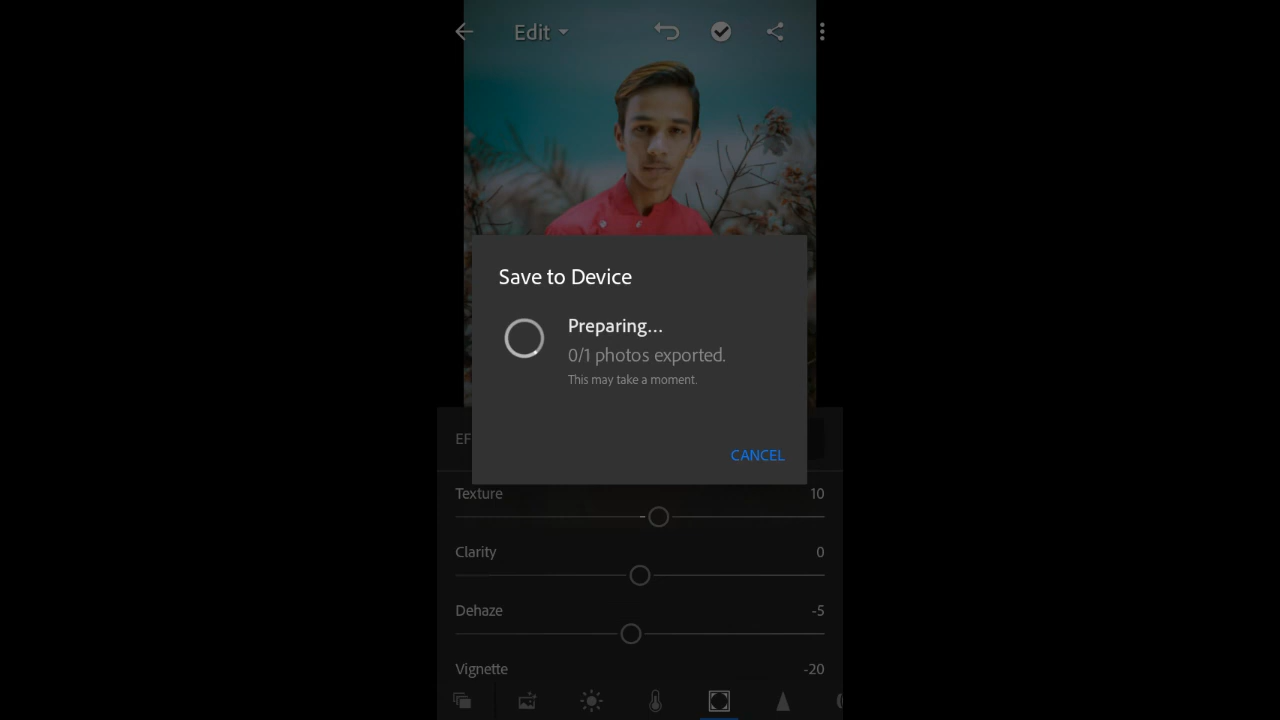 Edit
Save to Device
Preparing...
0/1 photos exported.
This may take a moment.
CANCEL
EF
Texture 10
Clarity 0
Dehaze -5
Vignette -20